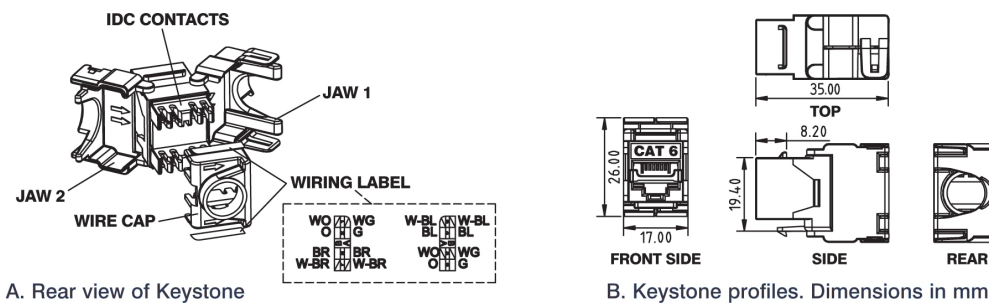 IDC CONTACTS
JAW 1
JAW 2
WIRE CAP
WIRING LABEL
WO WG
O G
B A
BR BR
W-BR W-BR
W-BL W-BL
BL BL
A B
WO WG
O G
A. Rear view of Keystone
35.00
TOP
CAT 6
26.00
17.00
FRONT SIDE
8.20
19.40
SIDE
REAR
B. Keystone profiles. Dimensions in mm